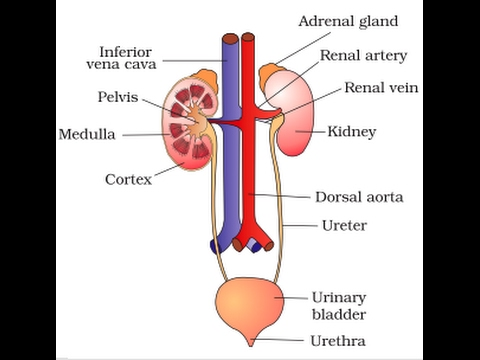 Adrenal gland
Inferior
vena cava
Renal artery
Pelvis
Renal vein
Medulla
Kidney
Cortex
Dorsal aorta
Ureter
Urinary
bladder
Urethra